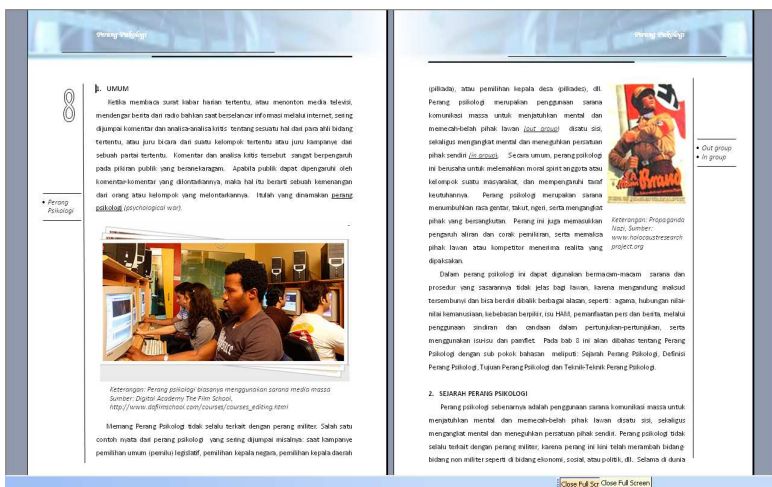 Perang Psikologi
8
1. UMUM
Ketika membaca surat kabar harian tertentu, atau menonton media televisi,
mendengar berita dari radio bahkan saat berselancar informasi melalui internet, sering
dijumpai komentar dan analisa-analisa kritis tentang sesuatu hal dari para ahli bidang
tertentu, atau juru bicara dari suatu kelompok tertentu atau juru kampanye dari
sebuah partai tertentu. Komentar dan analisa kritis tersebut sangat berpengaruh
pada pikiran publik yang beranekaragam. Apabila publik dapat dipengaruhi oleh
komentar-komentar yang dilontarkannya, maka hal itu berarti sebuah kemenangan
dari orang atau kelompok yang melontarkannya. Itulah yang dinamakan perang
psikologi (psychological war).
• Perang
Psikologi
Keterangan: Perang psikologi biasanya menggunakan sarana media massa
Sumber: Digital Academy The Film School,
http://www.dafilmschool.com/courses/courses_editing.html
Memang Perang Psikologi tidak selalu terkait dengan perang militer. Salah satu
contoh nyata dari perang psikologi yang sering dijumpai misalnya: saat kampanye
pemilihan umum (pemilu) legislatif, pemilihan kepala negara, pemilihan kepala daerah
Perang Psikologi
(pilkada), atau pemilihan kepala desa (pilkades), dll.
Perang psikologi merupakan penggunaan sarana
komunikasi massa untuk menjatuhkan mental dan
memecah-belah pihak lawan (out group) disatu sisi,
sekaligus mengangkat mental dan meneguhkan persatuan
pihak sendiri (in group). Secara umum, perang psikologi
ini berusaha untuk melemahkan moral spirit anggota atau
kelompok suatu masyarakat, dan mempengaruhi taraf
keutuhannya. Perang psikologi merupakan sarana
menumbuhkan rasa gentar, takut, ngeri, serta mengangkat
pihak yang bersangkutan. Perang ini juga memasukkan
pengaruh aliran dan corak pemikiran, serta memaksa
pihak lawan atau kompetitor menerima realita yang
dipaksakan.
• Out group
• In group
Keterangan: Propaganda
Nazi, Sumber:
www.holocaustresearch
project.org
Dalam perang psikologi ini dapat digunakan bermacam-macam sarana dan
prosedur yang sasarannya tidak jelas bagi lawan, karena mengandung maksud
tersembunyi dan bisa berdiri dibalik berbagai alasan, seperti : agama, hubungan nilai-
nilai kemanusiaan, kebebasan berpikir, isu HAM, pemanfaatan pers dan berita, melalui
penggunaan sindiran dan candaan dalam pertunjukan-pertunjukan, serta
menggunakan isu-isu dan pamflet. Pada bab 8 ini akan dibahas tentang Perang
Psikologi dengan sub pokok bahasan meliputi: Sejarah Perang Psikologi, Definisi
Perang Psikologi, Tujuan Perang Psikologi dan Teknik-Teknik Perang Psikologi.
2. SEJARAH PERANG PSIKOLOGI
Perang psikologi sebenarnya adalah penggunaan sarana komunikasi massa untuk
menjatuhkan mental dan memecah-belah pihak lawan disatu sisi, sekaligus
mengangkat mental dan meneguhkan persatuan pihak sendiri. Perang psikologi tidak
selalu terkait dengan perang militer, karena perang ini kini telah merambah bidang-
bidang non militer seperti di bidang ekonomi, sosial, atau politik, dll. Selama di dunia
Close Full Scr Close Full Screen